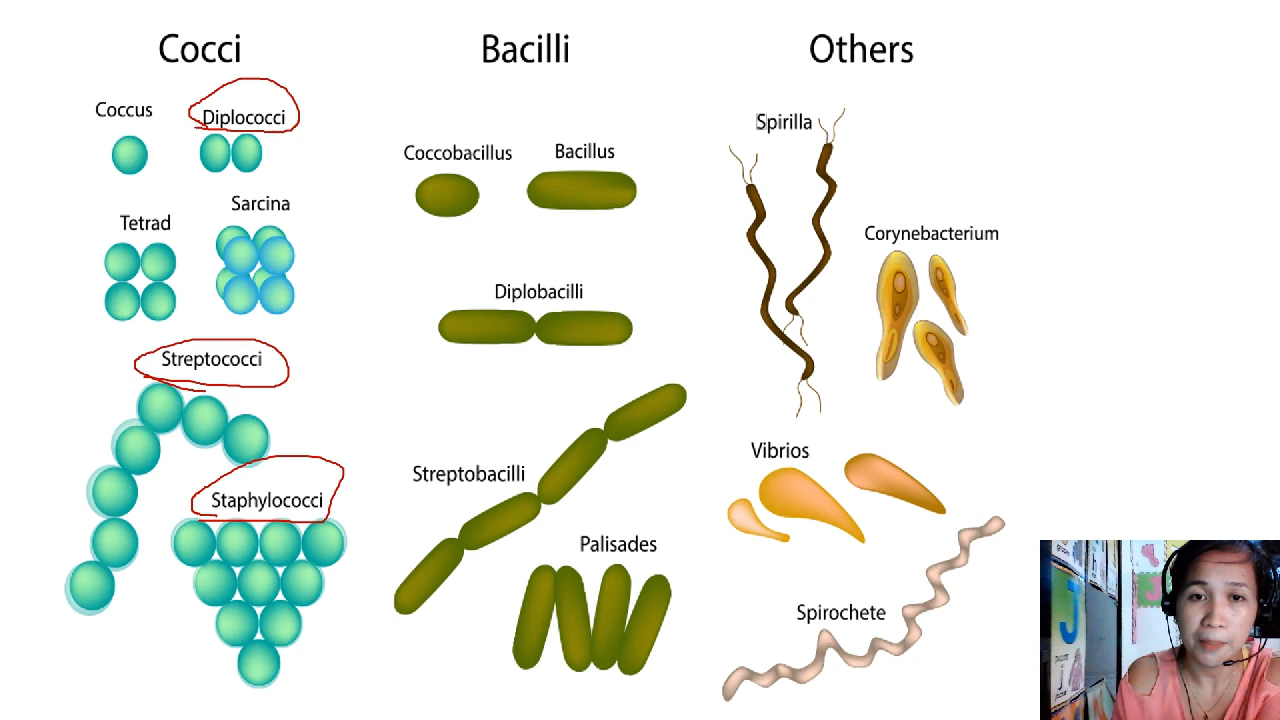 Cocci
Coccus
Diplococci
Tetrad
Sarcina
Streptococci
Staphylococci
Bacilli
Coccobacillus
Bacillus
Diplobacilli
Streptobacilli
Palisades
Others
Spirilla
Corynebacterium
Vibrios
Spirochete
J